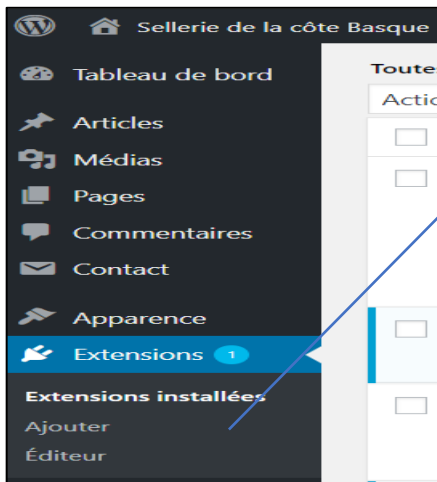 Sellerie de la côte Basque
Tableau de bord
Articles
Médias
Pages
Commentaires
Contact
Apparence
Extensions 1
Extensions installées
Ajouter
Éditeur